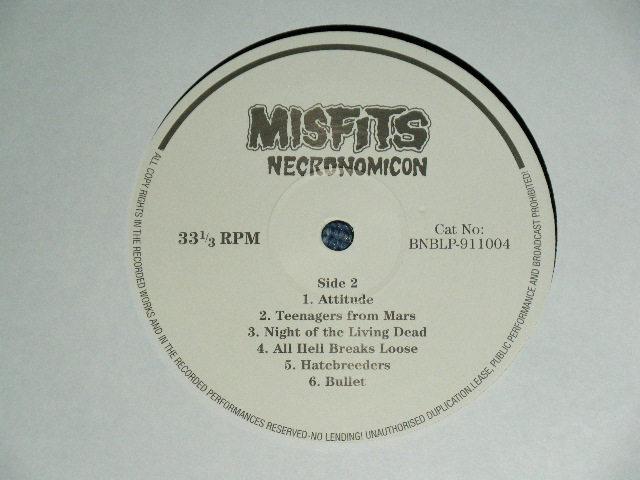 MISFITS
NECRONOMICON
33 1/3 RPM
Cat No:
BNBLP-911004
Side 2
1. Attitude
2. Teenagers from Mars
3. Night of the Living Dead
4. All Hell Breaks Loose
5. Hatebreeders
6. Bullet
ALL COPY RIGHTS IN THE RECORDED WORKS AND IN THE RECORDED PERFORMANCES RESERVED-NO LENDING! UNAUTHORISED DUPLICATION.LEASE, PUBLIC PERFORMANCE AND BROADCAST PROHIBITED!